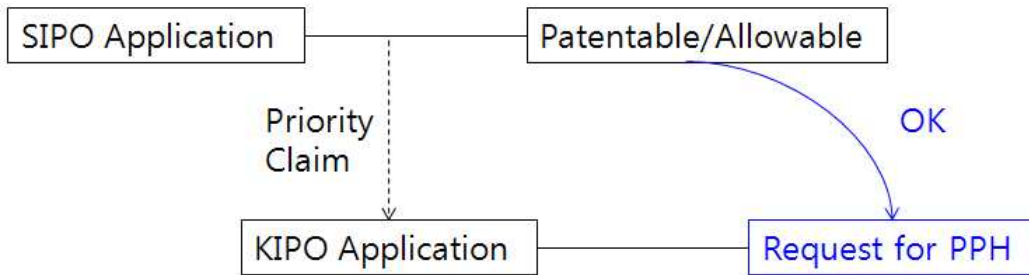 SIPO Application
Patentable/Allowable
Priority
Claim
OK
KIPO Application
Request for PPH